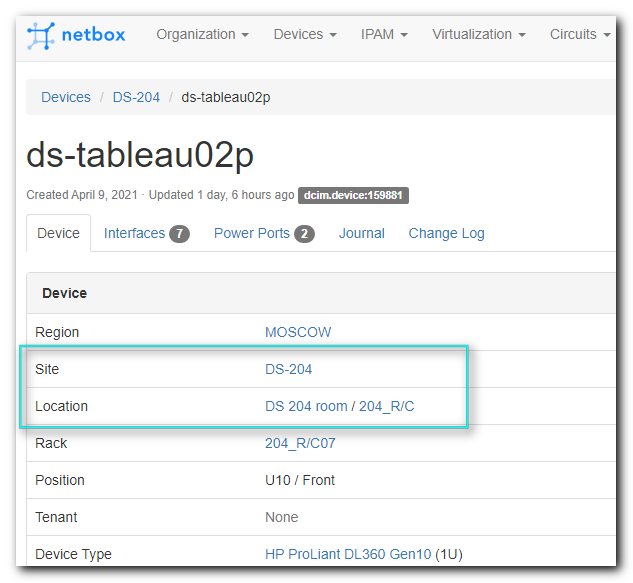 netbox Organization Devices IPAM Virtualization Circuits
Devices / DS-204 / ds-tableau02p
ds-tableau02p
Created April 9, 2021 · Updated 1 day, 6 hours ago dcim.device:159881
Device Interfaces 7 Power Ports 2 Journal Change Log
Device
Region MOSCOW
Site DS-204
Location DS 204 room / 204_R/C
Rack 204_R/C07
Position U10 / Front
Tenant None
Device Type HP ProLiant DL360 Gen10 (1U)